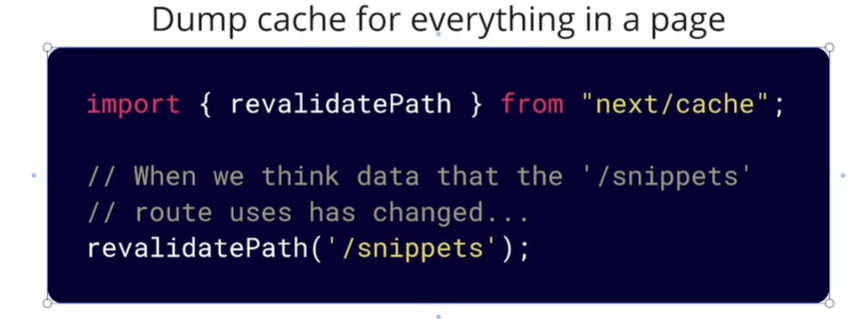 Dump cache for everything in a page
import { revalidatePath } from "next/cache";
// When we think data that the '/snippets'
// route uses has changed...
revalidatePath('/snippets');